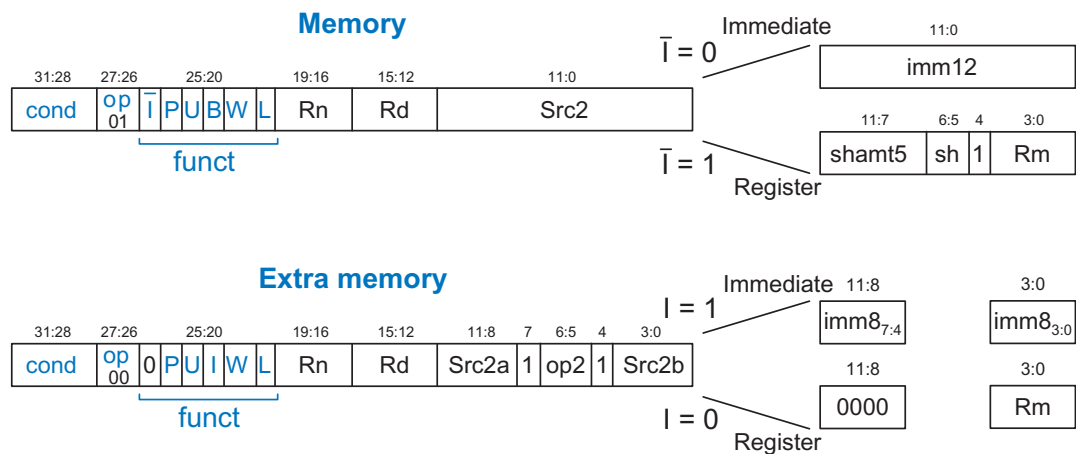 Memory
Immediate
Ī = 0
11:0
imm12
31:28 27:26 25:20 19:16 15:12 11:0
cond op 01 Ī P U B W L Rn Rd Src2
funct
11:7 6:5 4 3:0
shamt5 sh 1 Rm
Ī = 1
Register
Extra memory
Immediate
I = 1
11:8 3:0
imm8₇:₄ imm8₃:₀
31:28 27:26 25:20 19:16 15:12 11:8 7 6:5 4 3:0
cond op 00 0 P U I W L Rn Rd Src2a 1 op2 1 Src2b
funct
11:8 3:0
0000 Rm
I = 0
Register